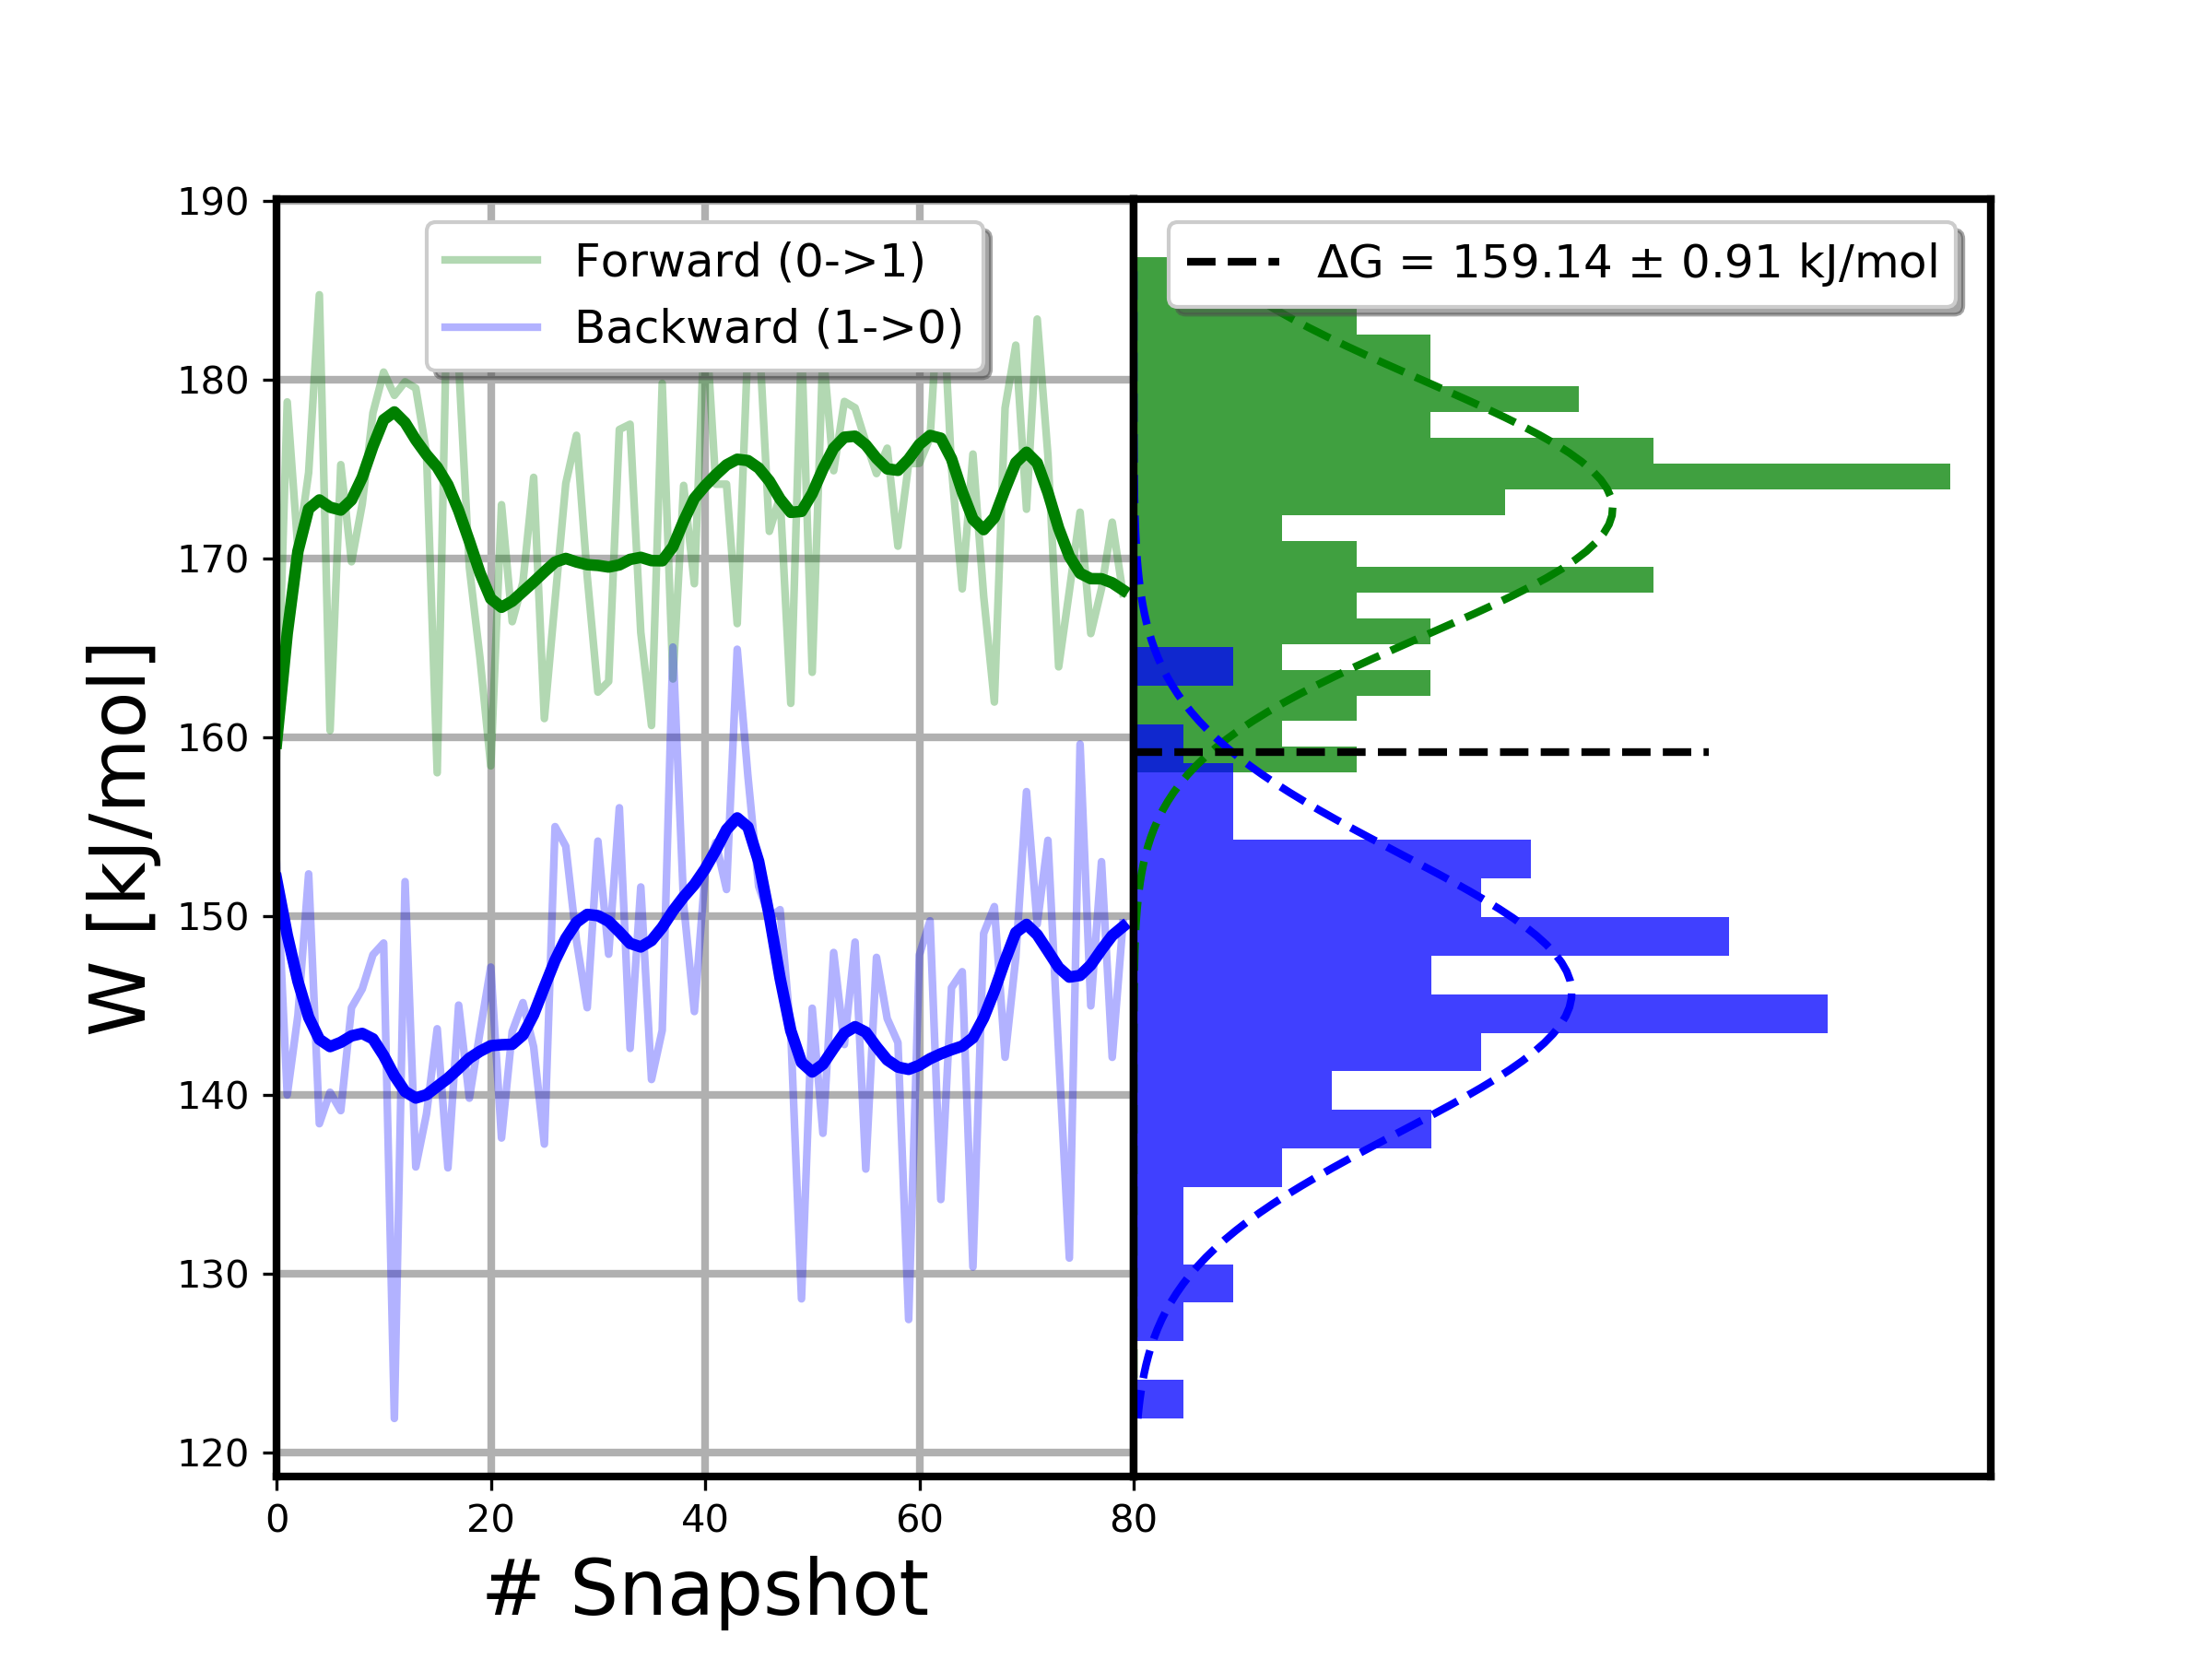 190
180
170
160
150
140
130
120
W [kJ/mol]
Forward (0->1)
Backward (1->0)
ΔG = 159.14 ± 0.91 kJ/mol
0 20 40 60 80
# Snapshot